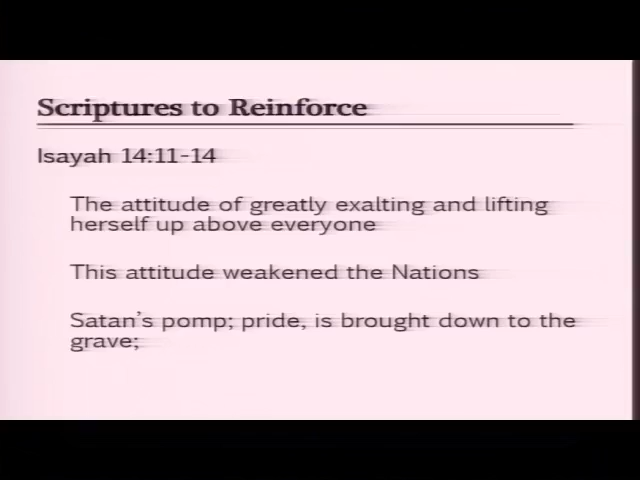 Scriptures to Reinforce
Isayah 14:11-14
The attitude of greatly exalting and lifting
herself up above everyone
This attitude weakened the Nations
Satan's pomp; pride, is brought down to the
grave;